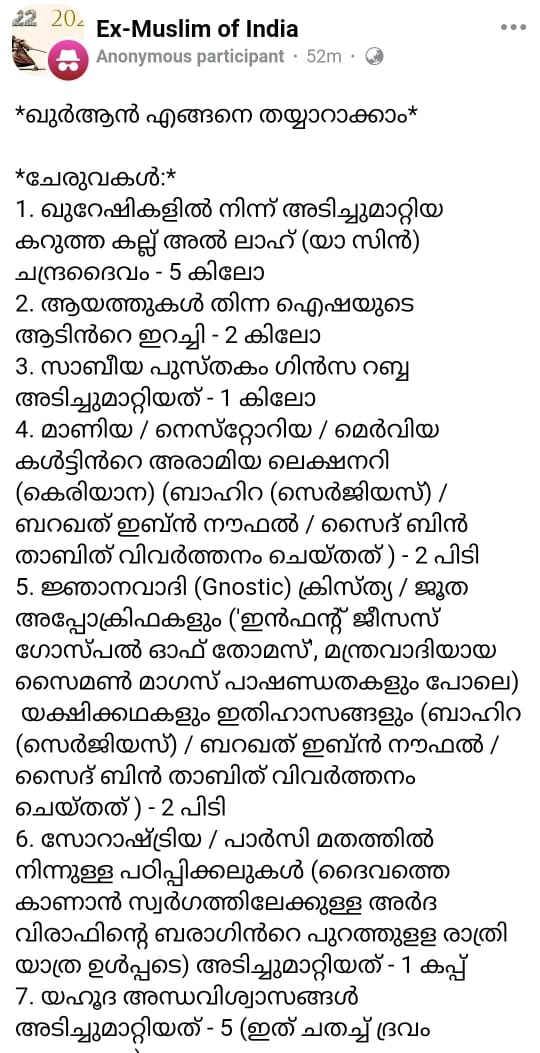 22 202
Ex-Muslim of India
Anonymous participant · 52m ·
*ഖുർആൻ എങ്ങനെ തയ്യാറാക്കാം*
*ചേരുവകൾ:*
1. ഖുറേഷികളിൽ നിന്ന് അടിച്ചുമാറ്റിയ
കറുത്ത കല്ല് അൽ ലാഹ് (യാ സിൻ)
ചന്ദ്രദൈവം - 5 കിലോ
2. ആയത്തുകൾ തിന്ന ഐഷയുടെ
ആടിൻറെ ഇറച്ചി - 2 കിലോ
3. സാബീയ പുസ്തകം ഗിൻസ റബ്ബ
അടിച്ചുമാറ്റിയത് - 1 കിലോ
4. മാണിയ / നെസ്റ്റോറിയ / മെർവിയ
കൾട്ടിൻറെ അരാമിയ ലെക്ഷനറി
(കെരിയാന) (ബാഹിറ (സെർജിയസ്) /
ബറഖത് ഇബ്ൻ നൗഫൽ / സൈദ് ബിൻ
താബിത് വിവർത്തനം ചെയ്തത് ) - 2 പിടി
5. ജ്ഞാനവാദി (Gnostic) ക്രിസ്ത്യ / ജൂത
അപ്പോക്രിഫകളും ('ഇൻഫന്റ് ജീസസ്
ഗോസ്പൽ ഓഫ് തോമസ്', മന്ത്രവാദിയായ
സൈമൺ മാഗസ് പാഷണ്ഡതകളും പോലെ)
യക്ഷിക്കഥകളും ഇതിഹാസങ്ങളും (ബാഹിറ
(സെർജിയസ്) / ബറഖത് ഇബ്ൻ നൗഫൽ /
സൈദ് ബിൻ താബിത് വിവർത്തനം
ചെയ്തത് ) - 2 പിടി
6. സോറാഷ്ട്രിയ / പാർസി മതത്തിൽ
നിന്നുള്ള പഠിപ്പിക്കലുകൾ (ദൈവത്തെ
കാണാൻ സ്വർഗത്തിലേക്കുള്ള അർദ
വിരാഫിന്റെ ബരാഗിൻറെ പുറത്തുളള രാത്രി
യാത്ര ഉൾപ്പടെ) അടിച്ചുമാറ്റിയത് - 1 കപ്പ്
7. യഹൂദ അന്ധവിശ്വാസങ്ങൾ
അടിച്ചുമാറ്റിയത് - 5 (ഇത് ചതച്ച് ദ്രവം